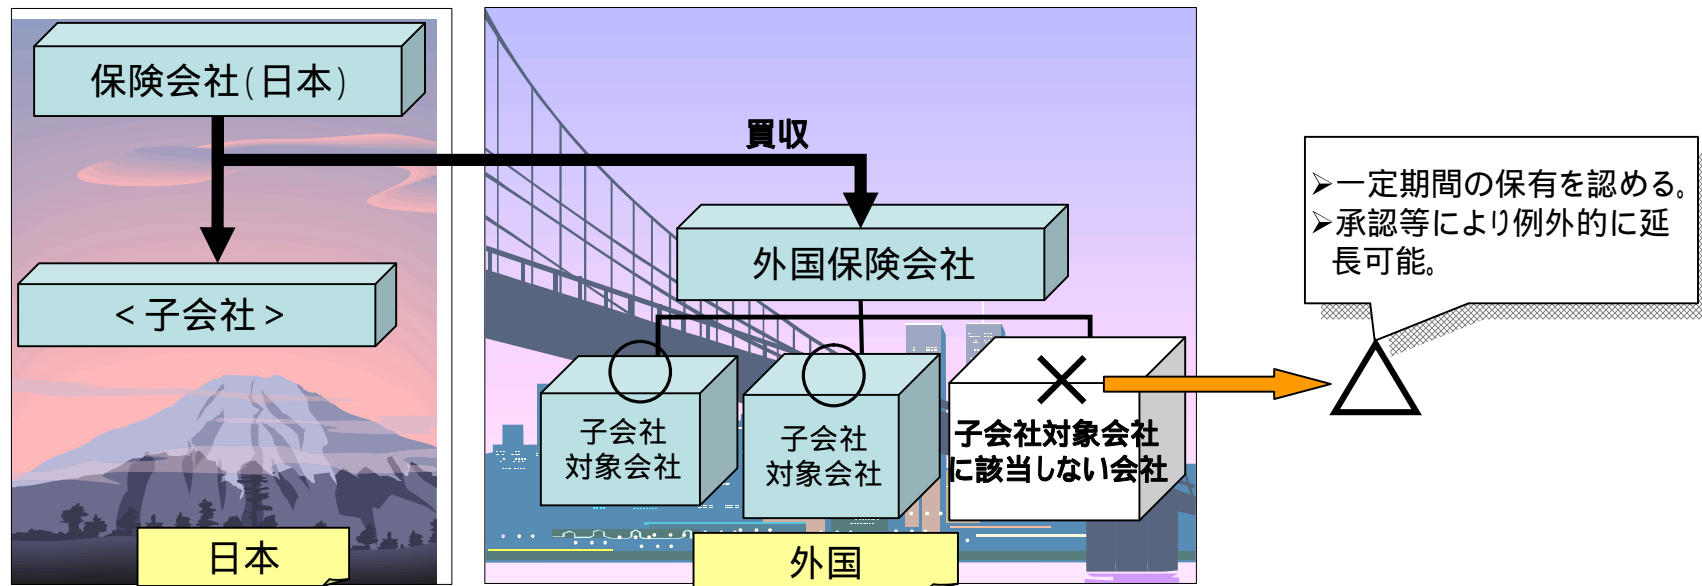 保険会社(日本)
買収
<子会社>
外国保険会社
子会社
対象会社
子会社
対象会社
子会社対象会社
に該当しない会社
➢一定期間の保有を認める。
➢承認等により例外的に延
長可能。
日本
外国